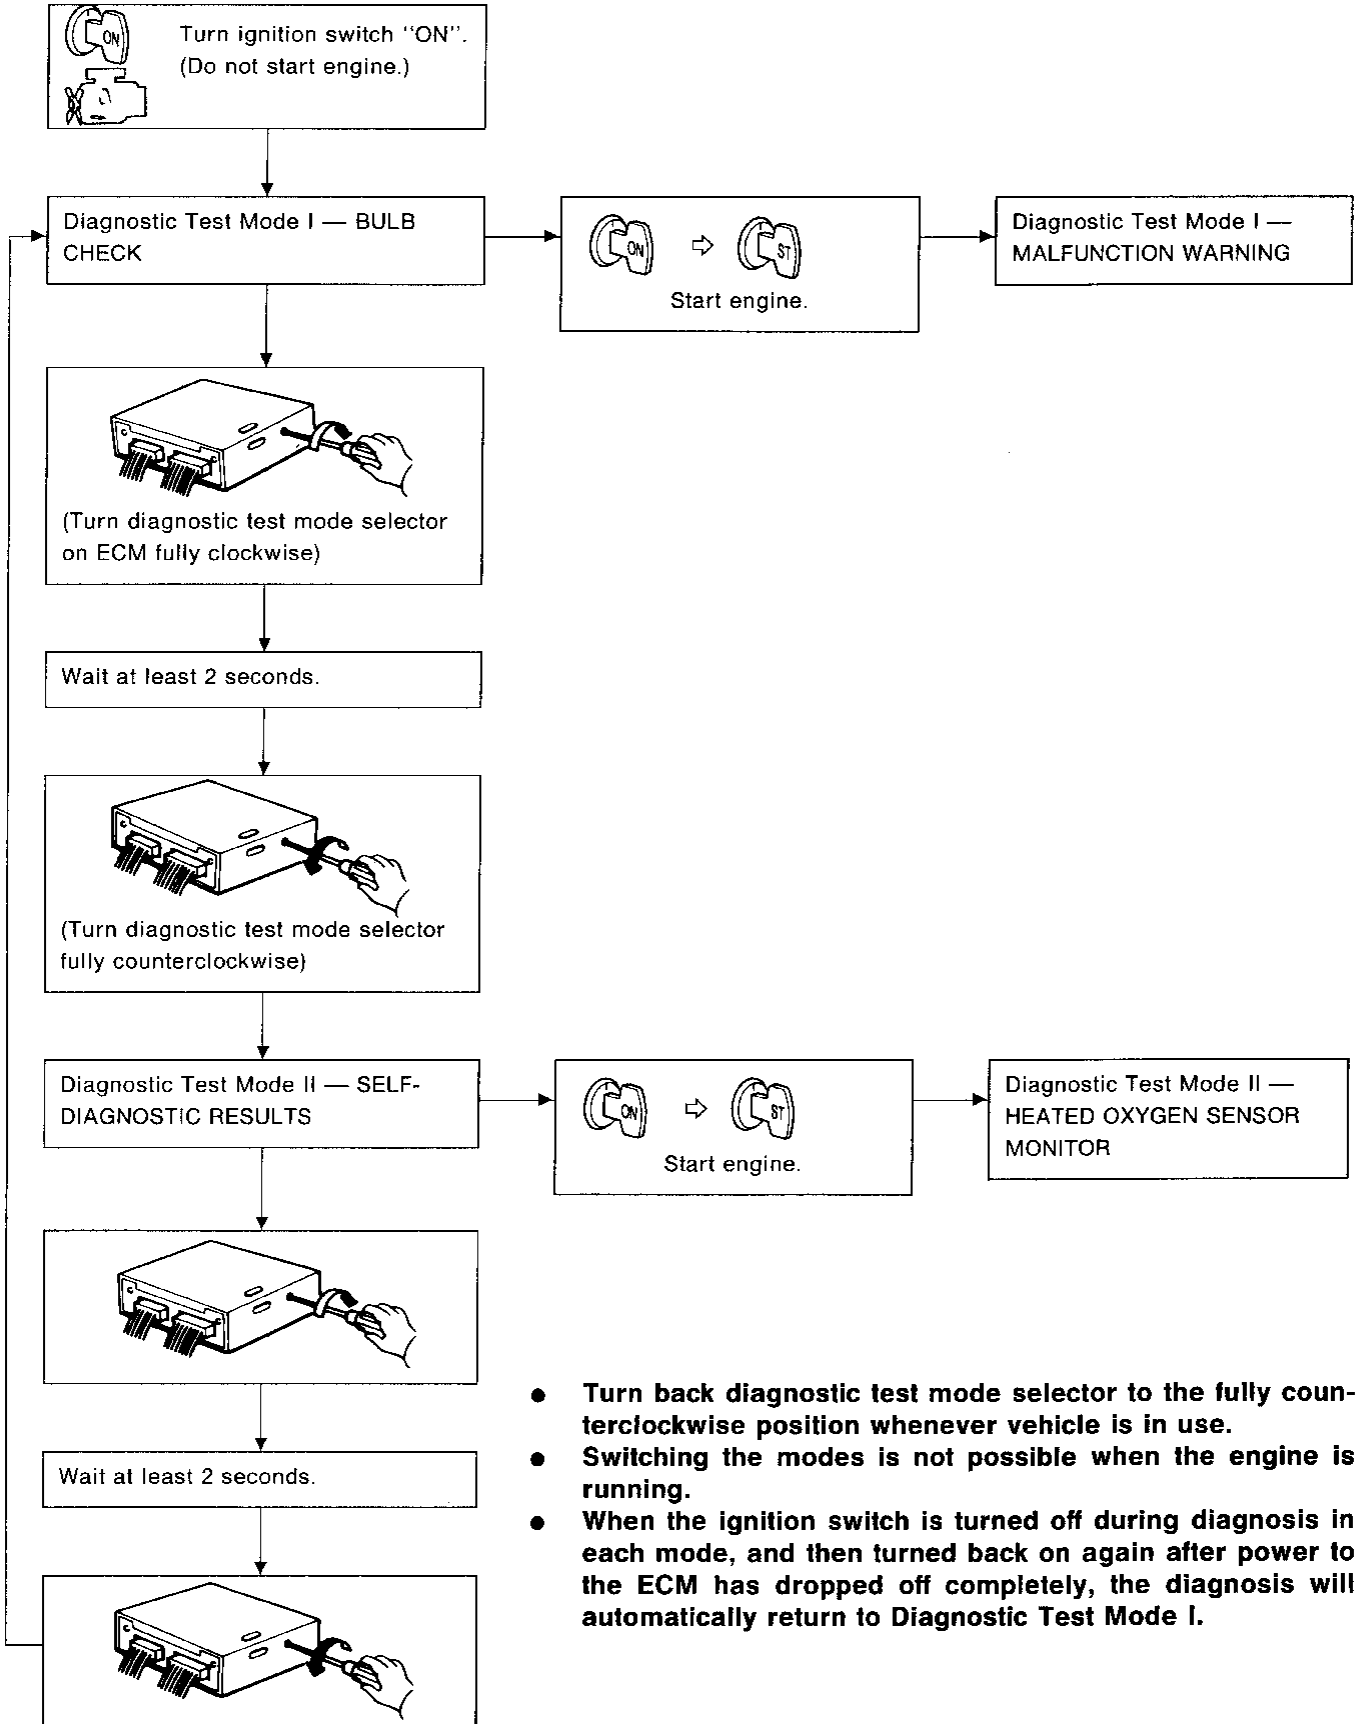 ON
Turn ignition switch "ON".
(Do not start engine.)
Diagnostic Test Mode I — BULB
CHECK
ON
ST
Start engine.
Diagnostic Test Mode I —
MALFUNCTION WARNING
(Turn diagnostic test mode selector
on ECM fully clockwise)
Wait at least 2 seconds.
(Turn diagnostic test mode selector
fully counterclockwise)
Diagnostic Test Mode II — SELF-
DIAGNOSTIC RESULTS
ON
ST
Start engine.
Diagnostic Test Mode II —
HEATED OXYGEN SENSOR
MONITOR
Wait at least 2 seconds.
● Turn back diagnostic test mode selector to the fully coun-
terclockwise position whenever vehicle is in use.
● Switching the modes is not possible when the engine is
running.
● When the ignition switch is turned off during diagnosis in
each mode, and then turned back on again after power to
the ECM has dropped off completely, the diagnosis will
automatically return to Diagnostic Test Mode I.